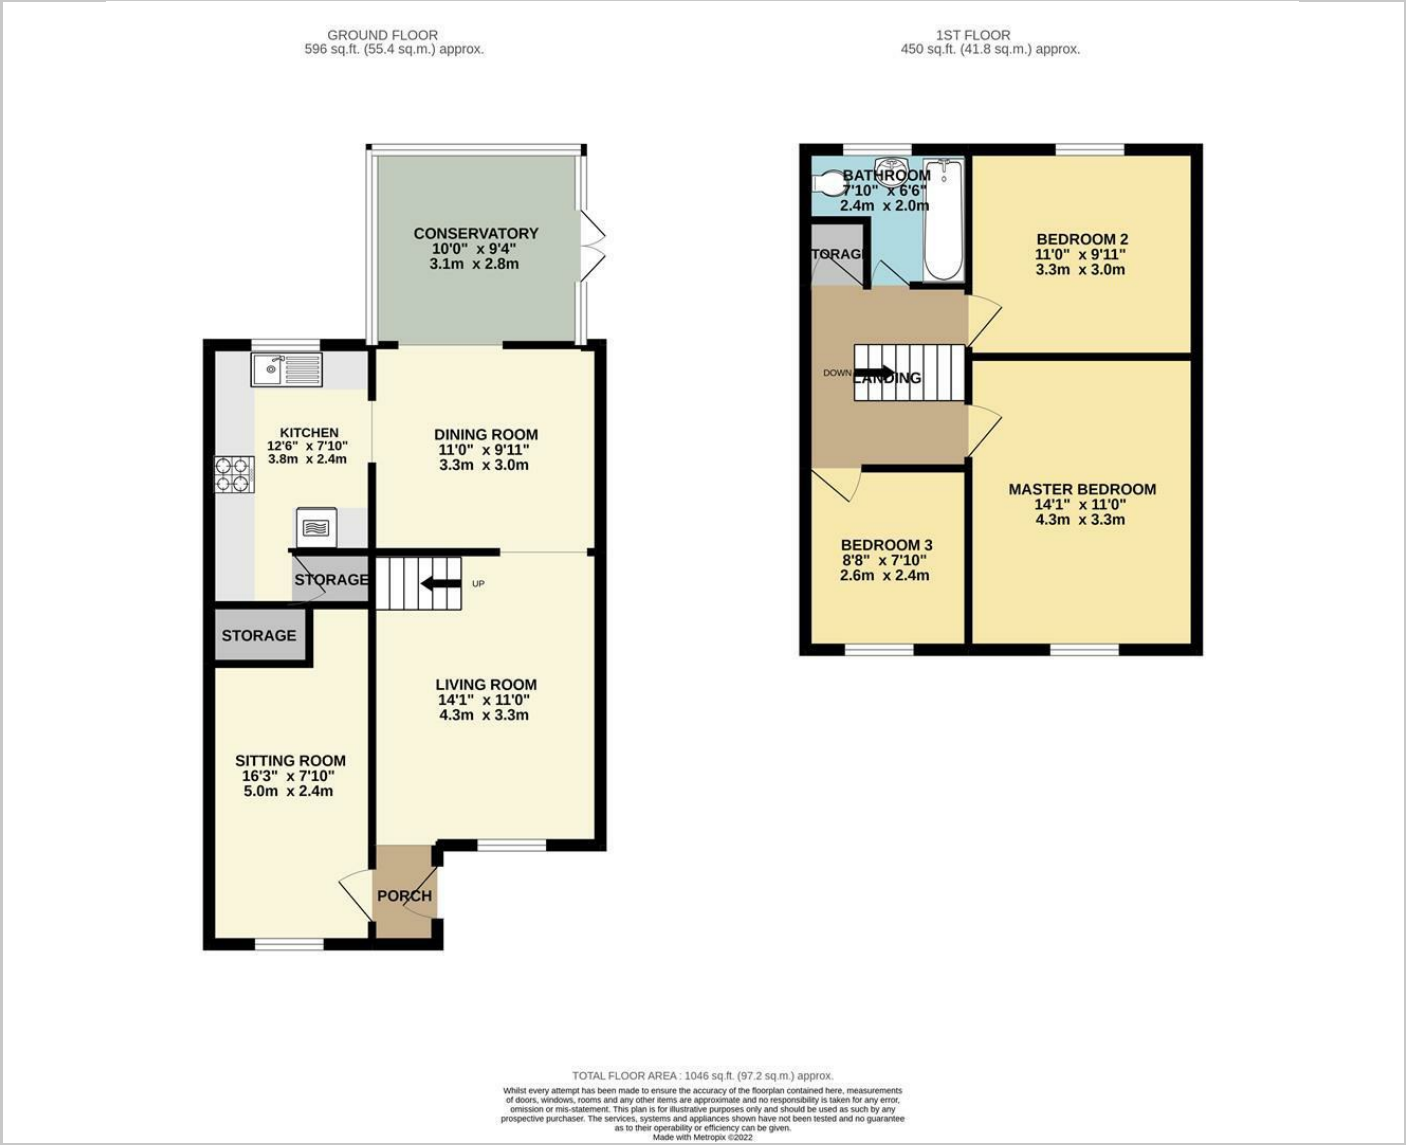 GROUND FLOOR
596 sq.ft. (55.4 sq.m.) approx.
1ST FLOOR
450 sq.ft. (41.8 sq.m.) approx.
CONSERVATORY
10'0" x 9'4"
3.1m x 2.8m
KITCHEN
12'6" x 7'10"
3.8m x 2.4m
DINING ROOM
11'0" x 9'11"
3.3m x 3.0m
STORAGE
UP
STORAGE
LIVING ROOM
14'1" x 11'0"
4.3m x 3.3m
SITTING ROOM
16'3" x 7'10"
5.0m x 2.4m
PORCH
BATHROOM
7'10" x 6'6"
2.4m x 2.0m
TORAG
BEDROOM 2
11'0" x 9'11"
3.3m x 3.0m
DOWN
LANDING
MASTER BEDROOM
14'1" x 11'0"
4.3m x 3.3m
BEDROOM 3
8'8" x 7'10"
2.6m x 2.4m
TOTAL FLOOR AREA : 1046 sq.ft. (97.2 sq.m.) approx.
Whilst every attempt has been made to ensure the accuracy of the floorplan contained here, measurements
of doors, windows, rooms and any other items are approximate and no responsibility is taken for any error,
omission or mis-statement. This plan is for illustrative purposes only and should be used as such by any
prospective purchaser. The services, systems and appliances shown have not been tested and no guarantee
as to their operability or efficiency can be given.
Made with Metropix ©2022